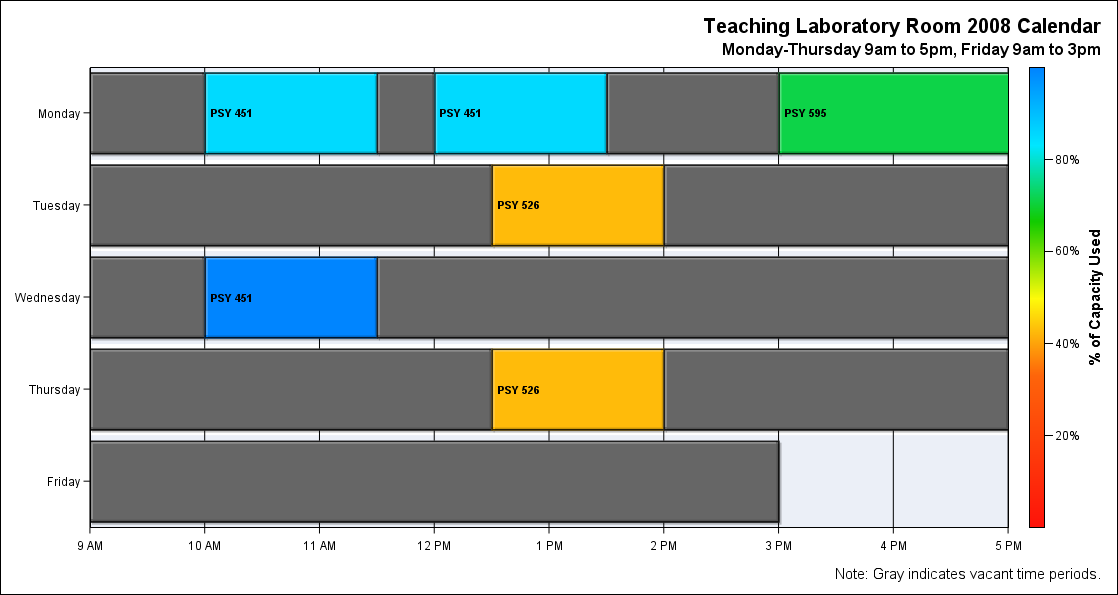 Teaching Laboratory Room 2008 Calendar
Monday-Thursday 9am to 5pm, Friday 9am to 3pm
Monday
PSY 451
PSY 451
PSY 595
Tuesday
PSY 526
Wednesday
PSY 451
Thursday
PSY 526
Friday
9 AM
10 AM
11 AM
12 PM
1 PM
2 PM
3 PM
4 PM
5 PM
80%
60%
40%
20%
% of Capacity Used
Note: Gray indicates vacant time periods.